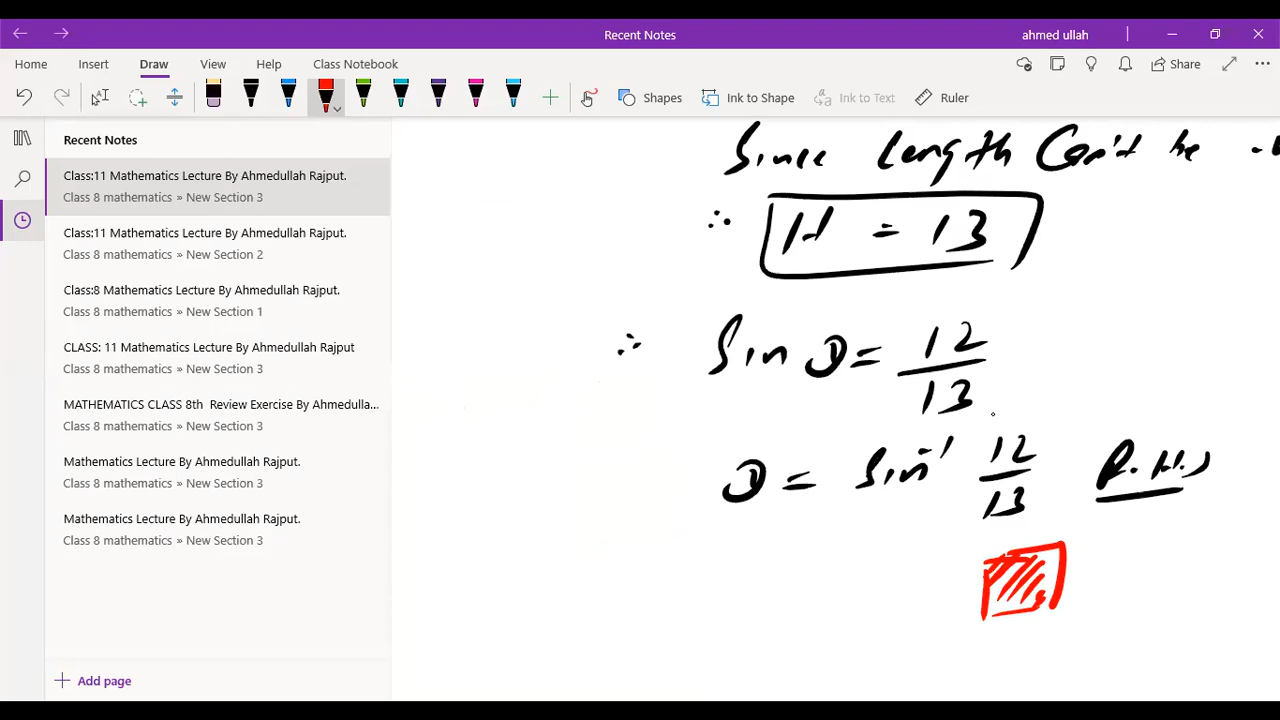 Recent Notes
ahmed ullah
Home Insert Draw View Help Class Notebook
Share
Shapes
Ink to Shape
Ink to Text
Ruler
Recent Notes
Class:11 Mathematics Lecture By Ahmedullah Rajput.
Class 8 mathematics » New Section 3
Class:11 Mathematics Lecture By Ahmedullah Rajput.
Class 8 mathematics » New Section 2
Class:8 Mathematics Lecture By Ahmedullah Rajput.
Class 8 mathematics » New Section 1
CLASS: 11 Mathematics Lecture By Ahmedullah Rajput
Class 8 mathematics » New Section 3
MATHEMATICS CLASS 8th Review Exercise By Ahmedulla...
Class 8 mathematics » New Section 3
Mathematics Lecture By Ahmedullah Rajput.
Class 8 mathematics » New Section 3
Mathematics Lecture By Ahmedullah Rajput.
Class 8 mathematics » New Section 3
Add page
Since length Can't be
∴ H = 13
∴ Sin θ = 12/13
θ = Sin⁻¹ 12/13 R.H.S